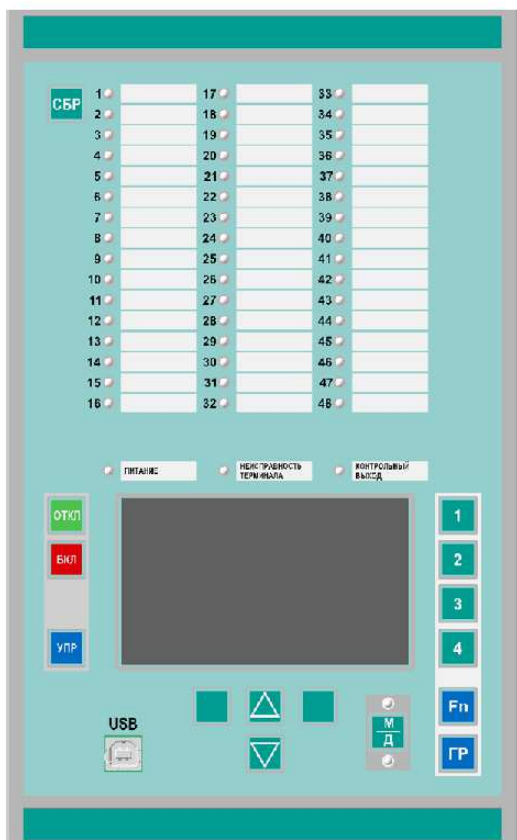 СБР
1 17 33
2 18 34
3 19 35
4 20 36
5 21 37
6 22 38
7 23 39
8 24 40
9 25 41
10 26 42
11 27 43
12 28 44
13 29 45
14 30 46
15 31 47
16 32 48
ПИТАНИЕ
НЕИСПРАВНОСТЬ
ТЕРМИНАЛА
КОНТРОЛЬНЫЙ
ВЫХОД
ОТКЛ
ВКЛ
УПР
1
2
3
4
Fn
ГР
М
Д
USB